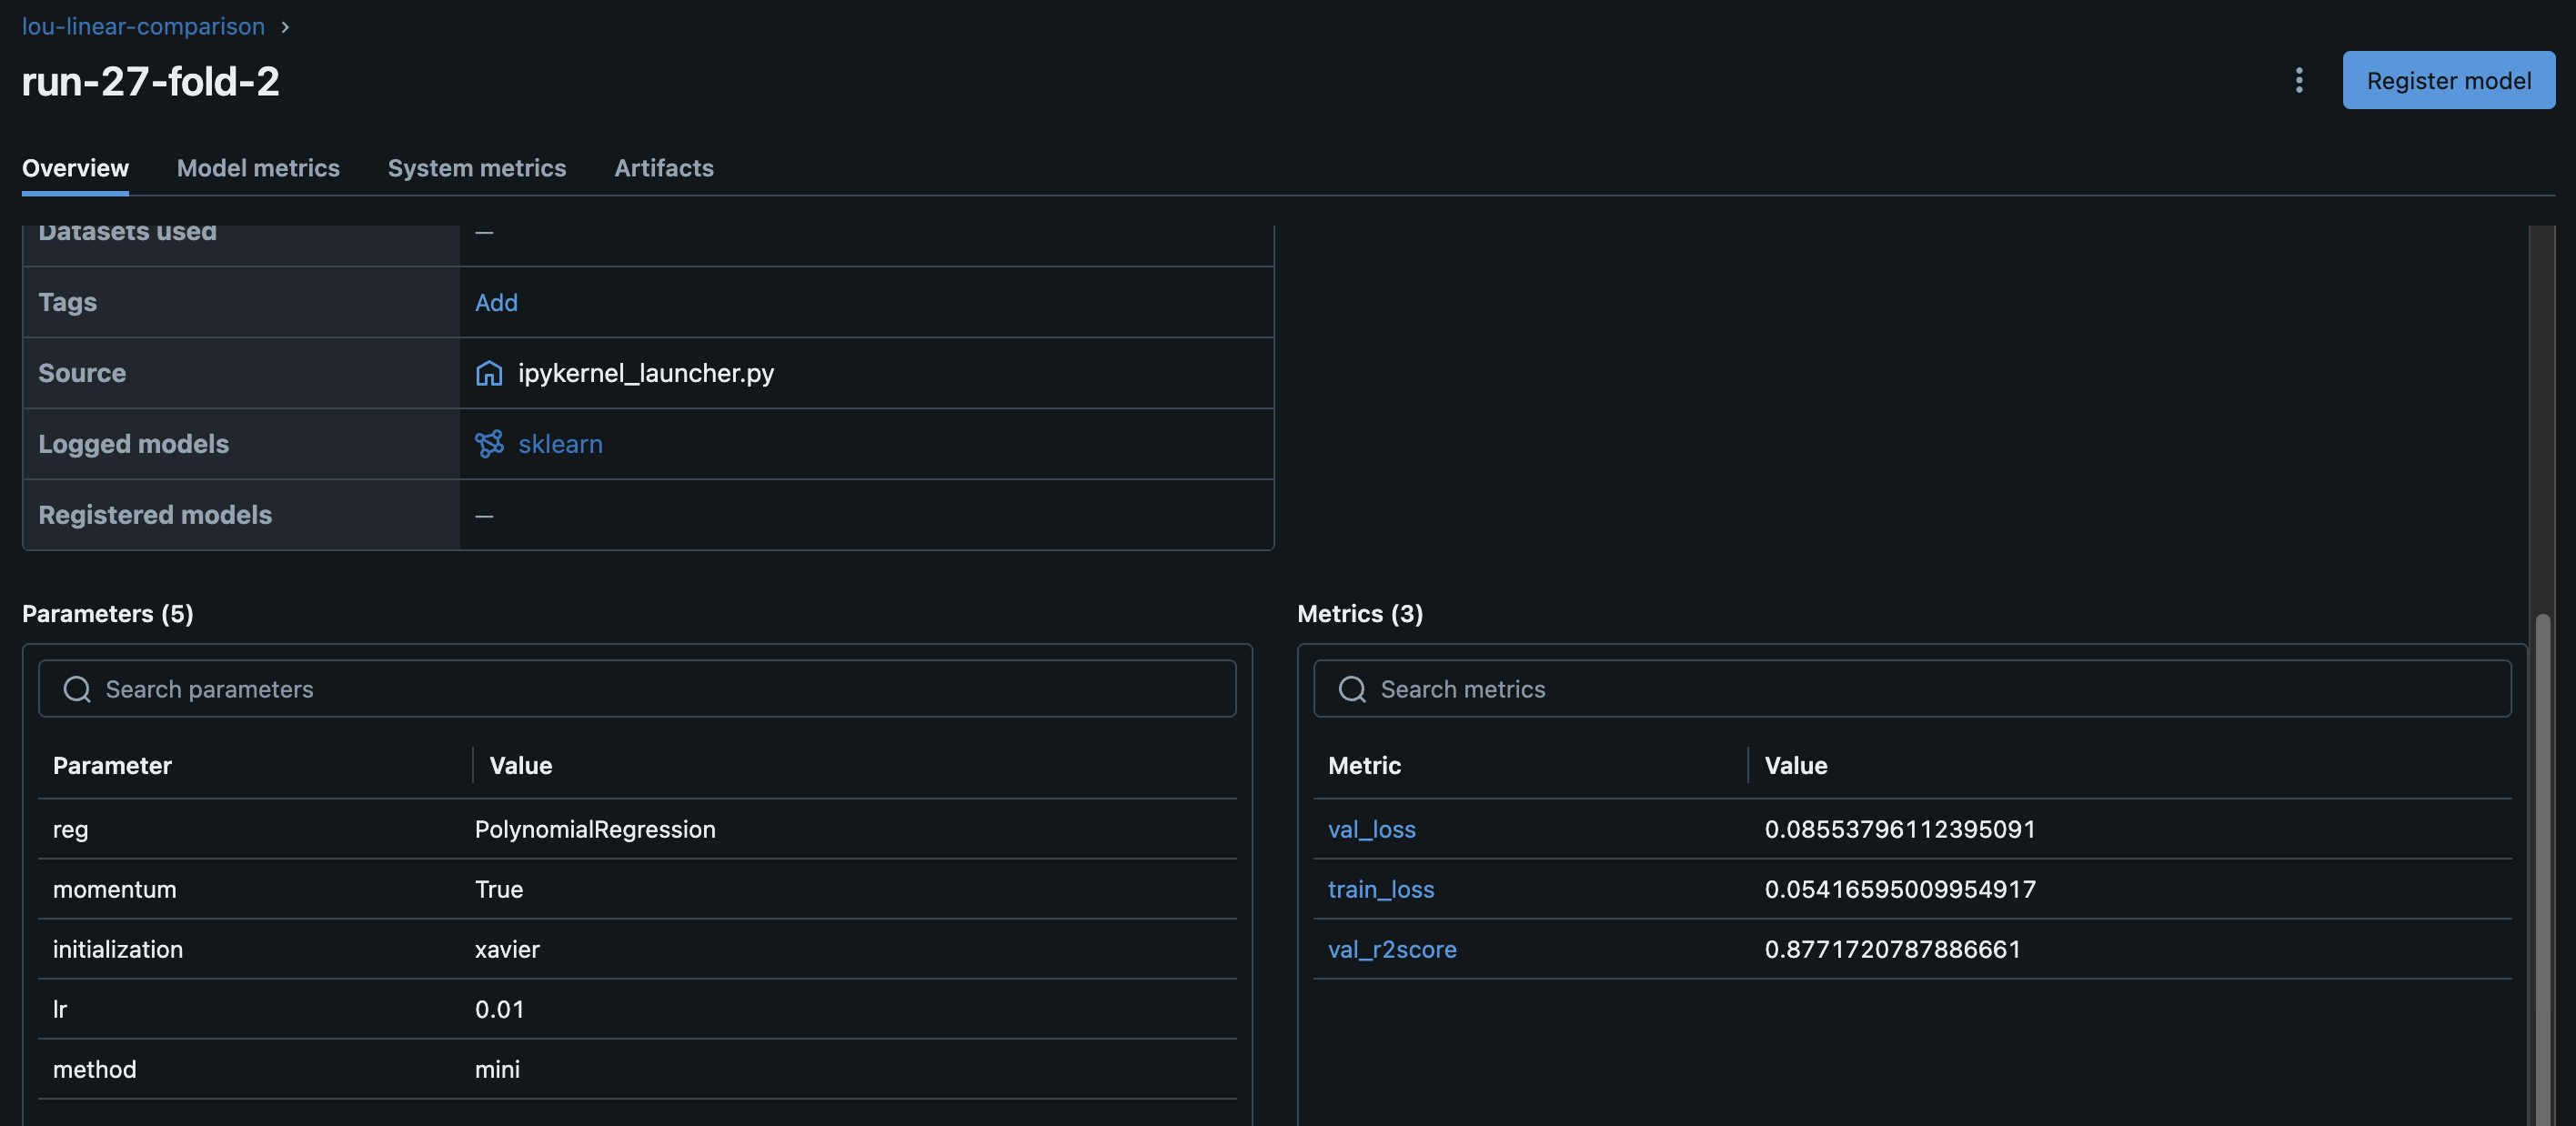 lou-linear-comparison
run-27-fold-2
Register model
Overview Model metrics System metrics Artifacts
Datasets used —
Tags Add
Source ipykernel_launcher.py
Logged models sklearn
Registered models —
Parameters (5)
Search parameters
Parameter Value
reg PolynomialRegression
momentum True
initialization xavier
lr 0.01
method mini
Metrics (3)
Search metrics
Metric Value
val_loss 0.08553796112395091
train_loss 0.05416595009954917
val_r2score 0.8771720787886661